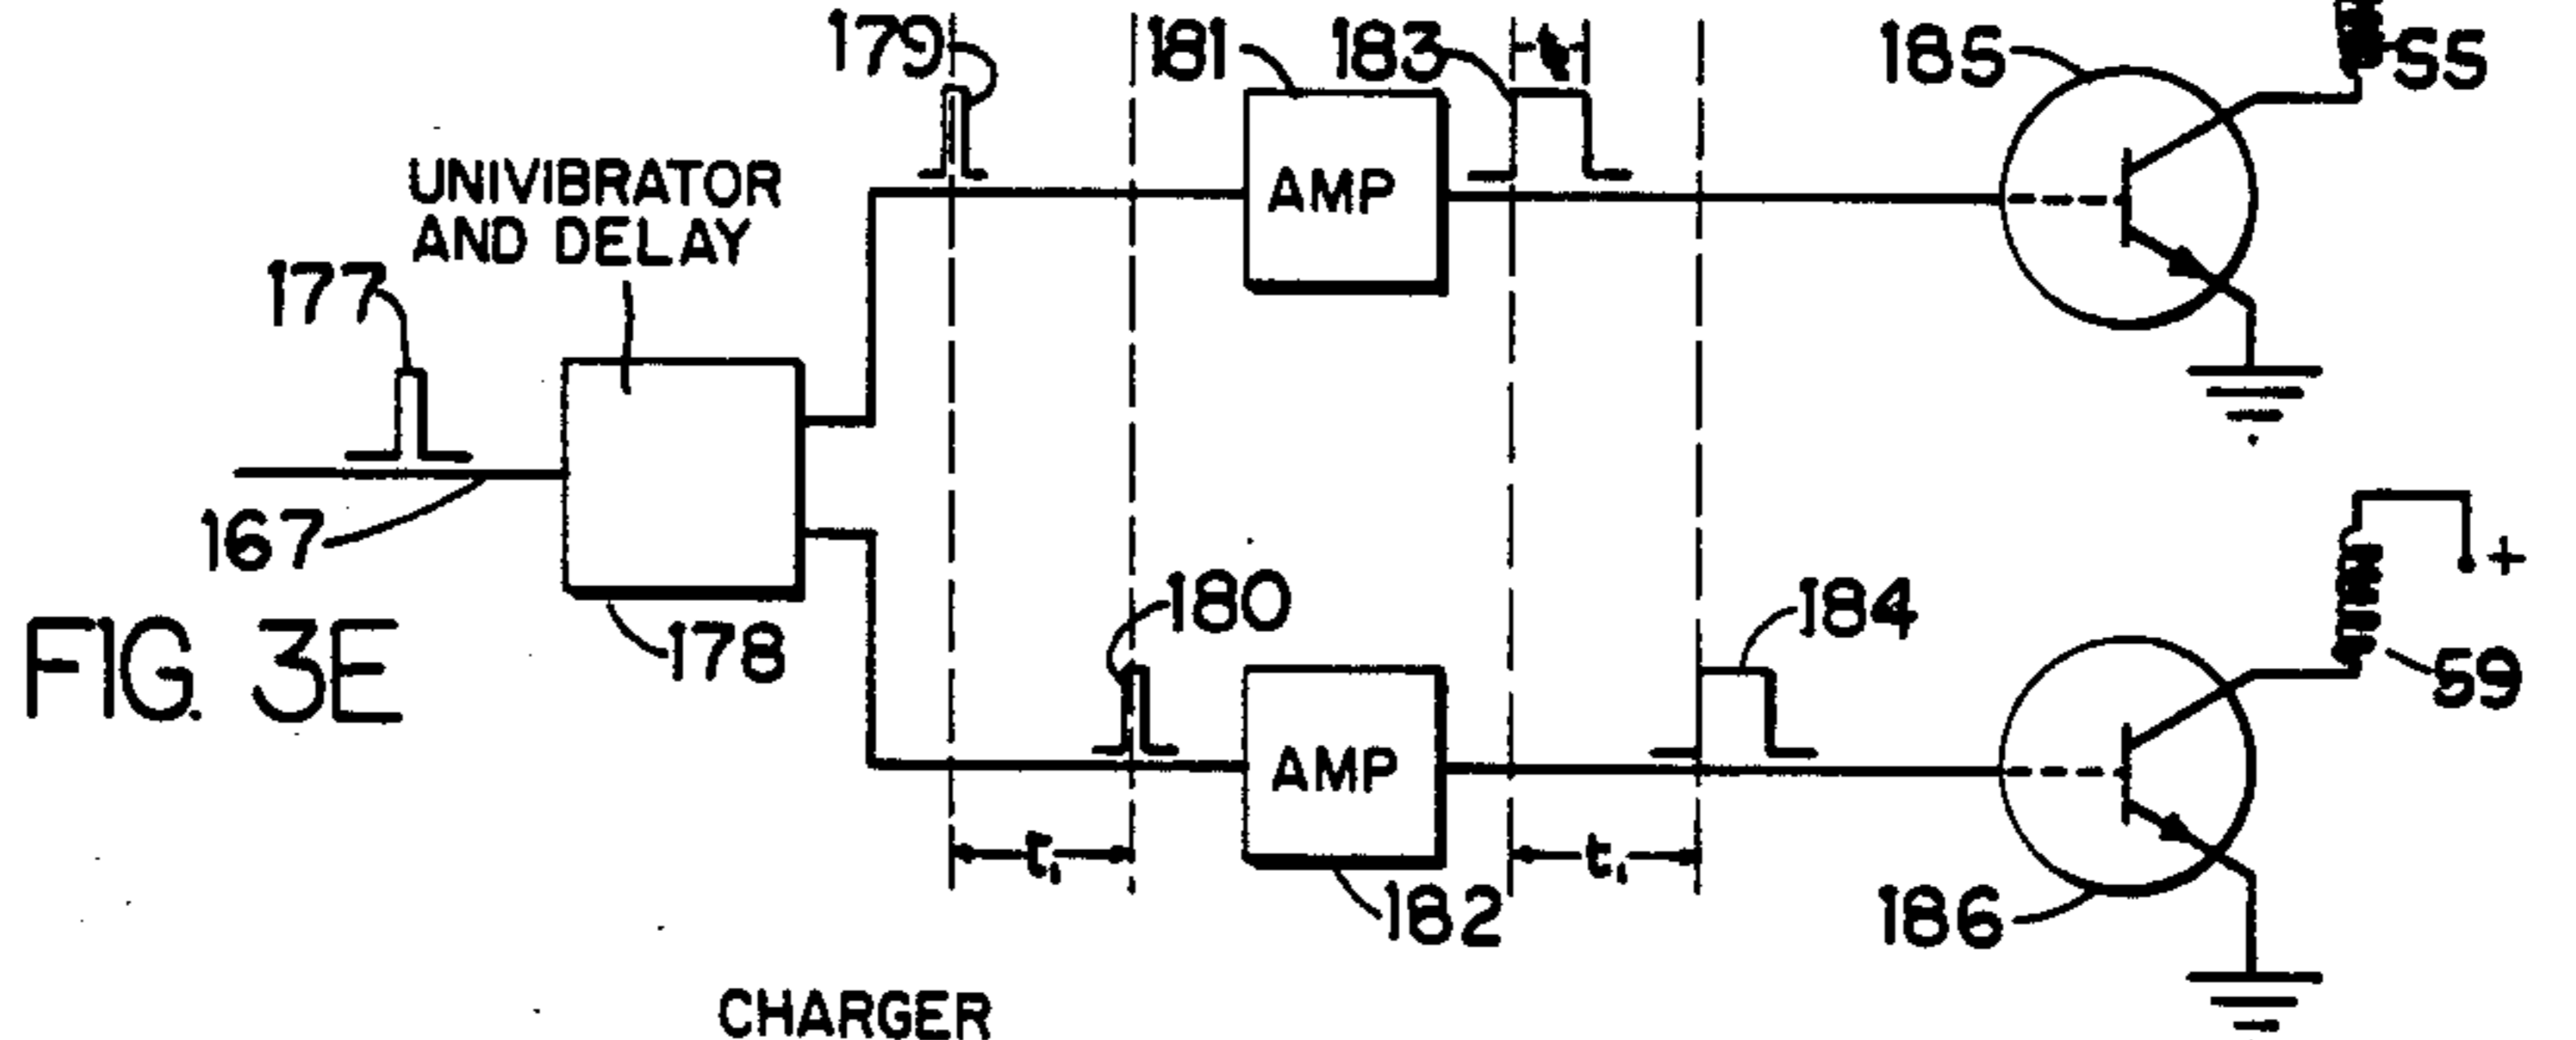 179
181
183
185
55
UNIVIBRATOR
AND DELAY
AMP
177
167
180
184
+
FIG. 3E
178
59
AMP
t₁
t₁
182
186
CHARGER